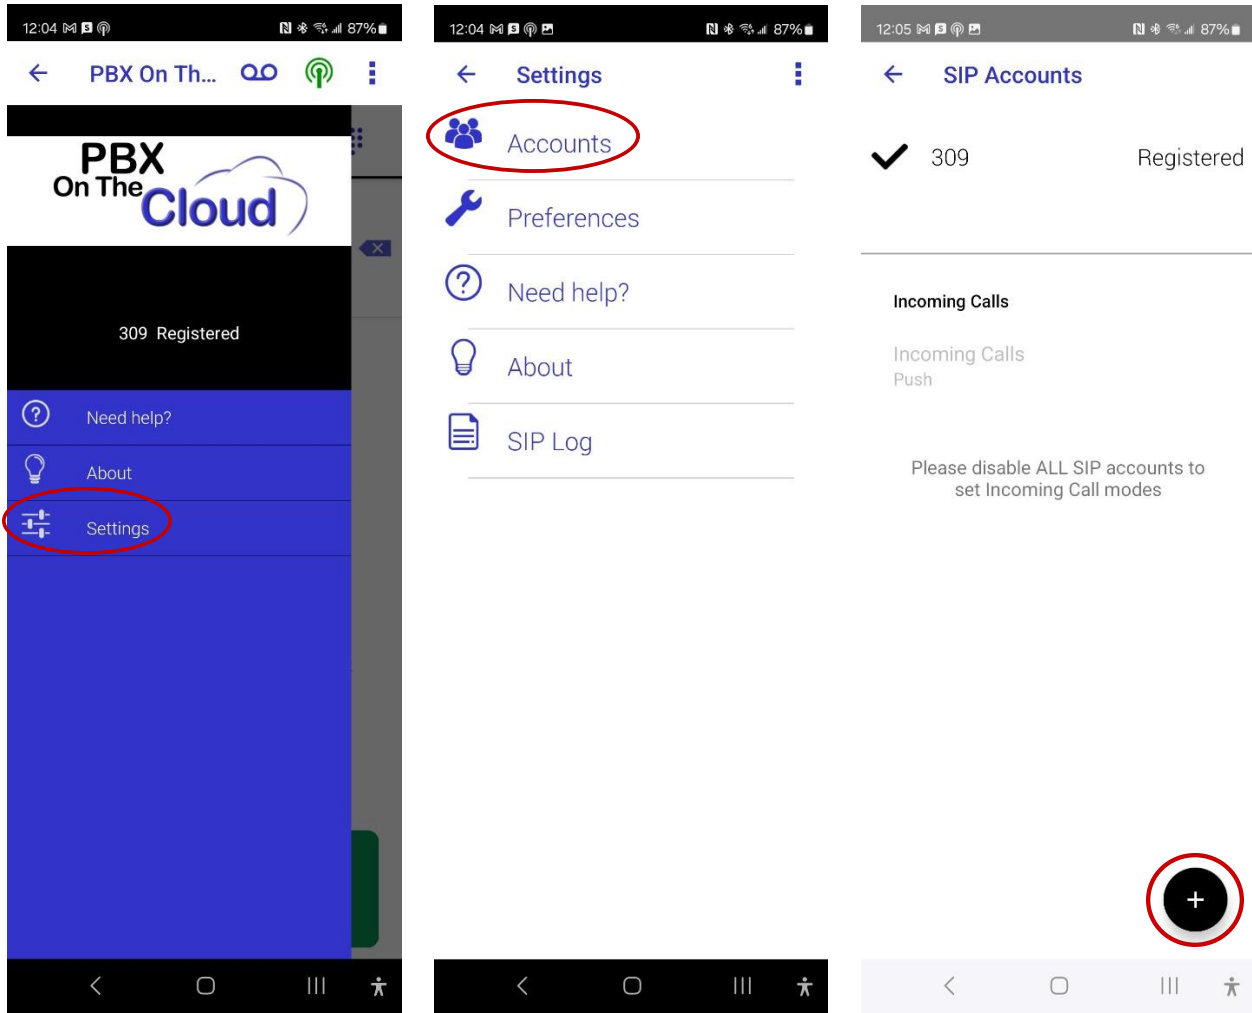 12:04
87%
PBX On Th...
PBX
On The
Cloud
309 Registered
Need help?
About
Settings
12:04
87%
Settings
Accounts
Preferences
Need help?
About
SIP Log
12:05
87%
SIP Accounts
309 Registered
Incoming Calls
Incoming Calls
Push
Please disable ALL SIP accounts to
set Incoming Call modes
+